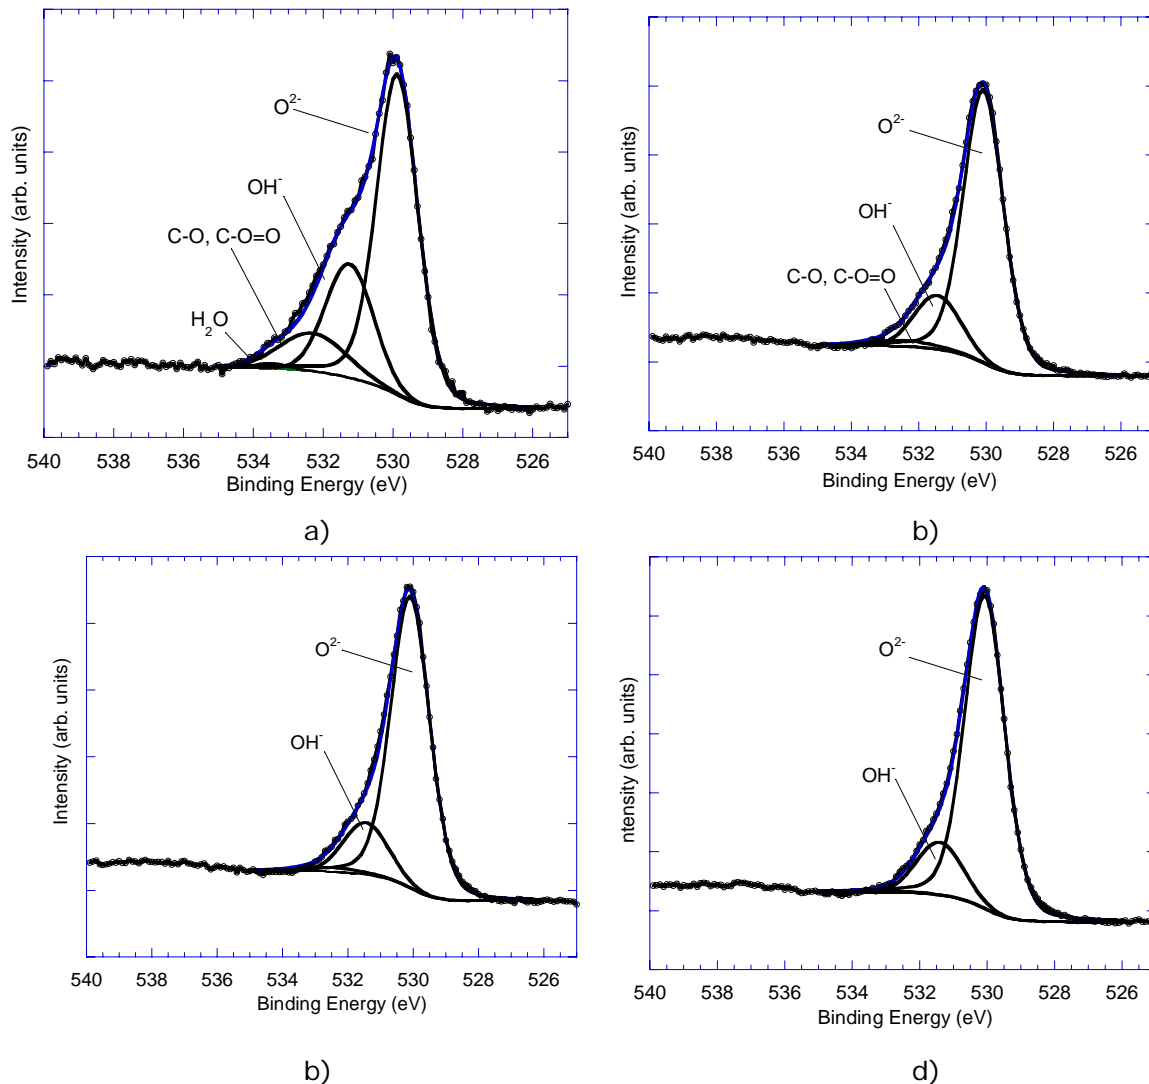 Intensity (arb. units)
O²⁻
OH⁻
C-O, C-O=O
H₂O
540 538 536 534 532 530 528 526
Binding Energy (eV)
a)
Intensity (arb. units)
O²⁻
OH⁻
C-O, C-O=O
540 538 536 534 532 530 528 526
Binding Energy (eV)
b)
Intensity (arb. units)
O²⁻
OH⁻
540 538 536 534 532 530 528 526
Binding Energy (eV)
b)
ntensity (arb. units)
O²⁻
OH⁻
540 538 536 534 532 530 528 526
Binding Energy (eV)
d)